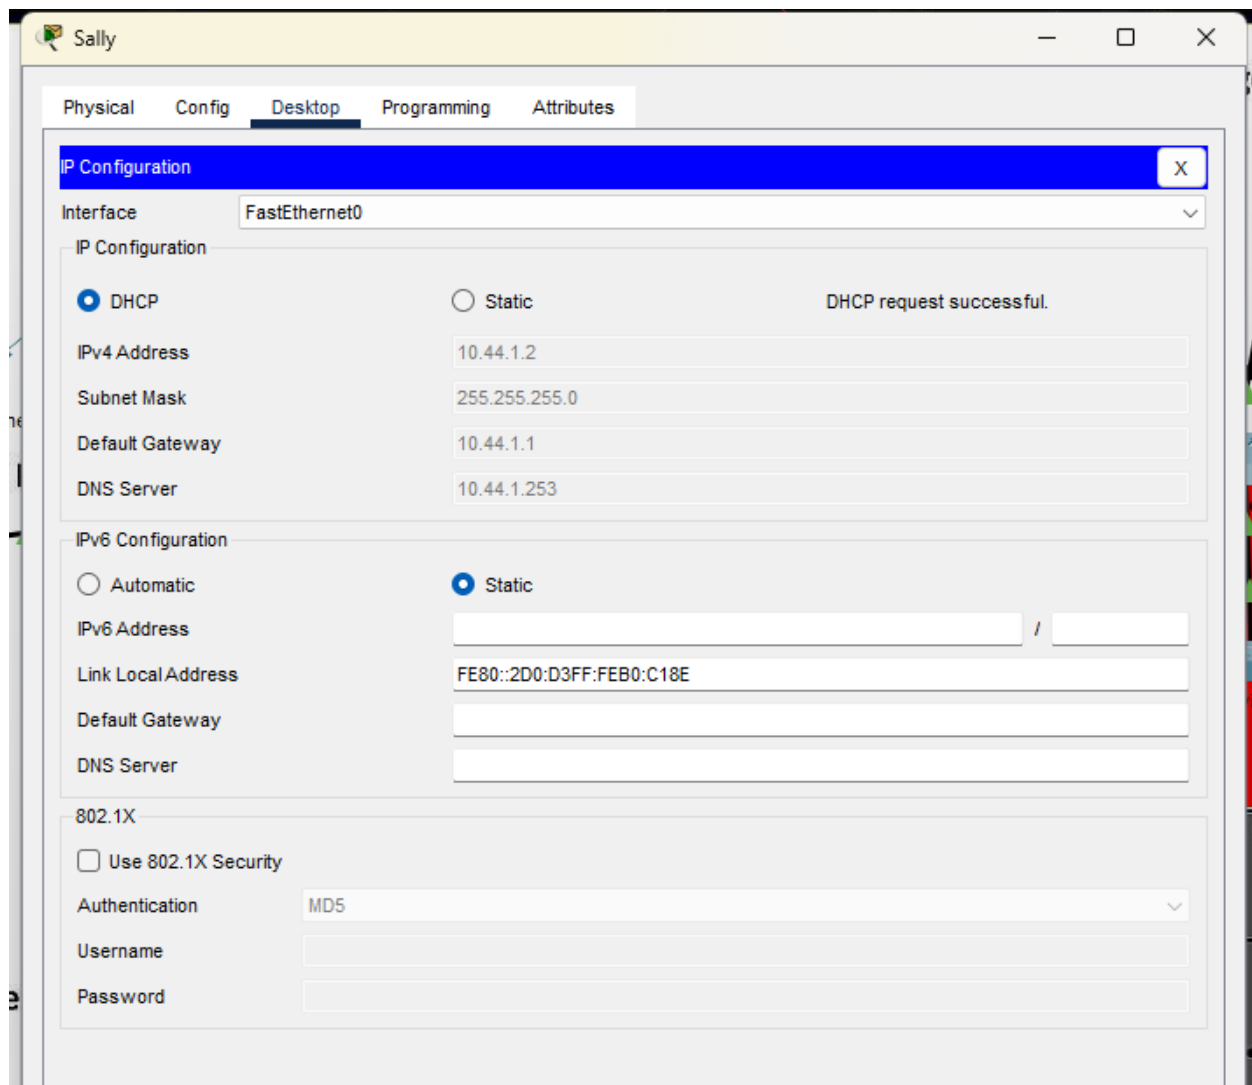 Sally
Physical Config Desktop Programming Attributes
IP Configuration X
Interface FastEthernet0
IP Configuration
DHCP Static DHCP request successful.
IPv4 Address 10.44.1.2
Subnet Mask 255.255.255.0
Default Gateway 10.44.1.1
DNS Server 10.44.1.253
IPv6 Configuration
Automatic Static
IPv6 Address /
Link Local Address FE80::2D0:D3FF:FEB0:C18E
Default Gateway
DNS Server
802.1X
Use 802.1X Security
Authentication MD5
Username
Password